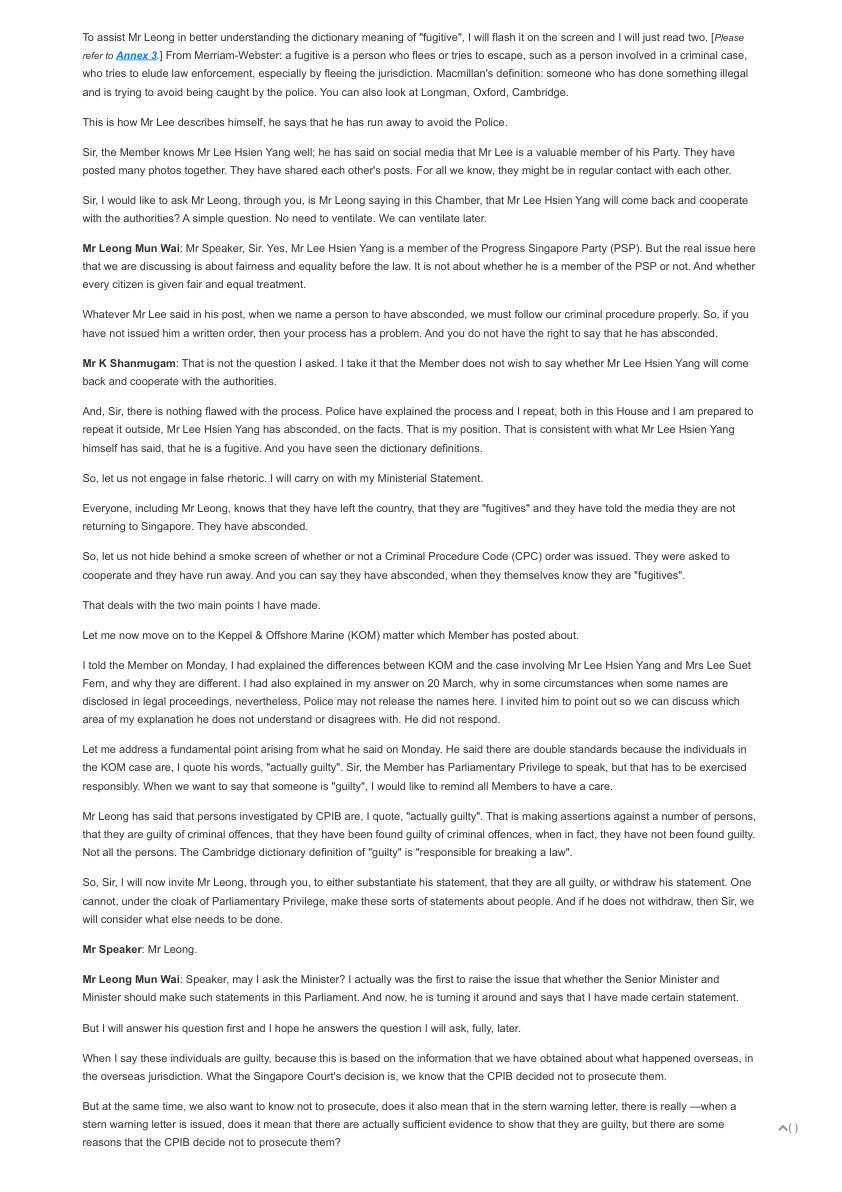 To assist Mr Leong in better understanding the dictionary meaning of "fugitive", I will flash it on the screen and I will just read two. [Please
refer to Annex 3.] From Merriam-Webster: a fugitive is a person who flees or tries to escape, such as a person involved in a criminal case,
who tries to elude law enforcement, especially by fleeing the jurisdiction. Macmillan's definition: someone who has done something illegal
and is trying to avoid being caught by the police. You can also look at Longman, Oxford, Cambridge.
This is how Mr Lee describes himself, he says that he has run away to avoid the Police.
Sir, the Member knows Mr Lee Hsien Yang well; he has said on social media that Mr Lee is a valuable member of his Party. They have
posted many photos together. They have shared each other's posts. For all we know, they might be in regular contact with each other.
Sir, I would like to ask Mr Leong, through you, is Mr Leong saying in this Chamber, that Mr Lee Hsien Yang will come back and cooperate
with the authorities? A simple question. No need to ventilate. We can ventilate later.
Mr Leong Mun Wai: Mr Speaker, Sir. Yes, Mr Lee Hsien Yang is a member of the Progress Singapore Party (PSP). But the real issue here
that we are discussing is about fairness and equality before the law. It is not about whether he is a member of the PSP or not. And whether
every citizen is given fair and equal treatment.
Whatever Mr Lee said in his post, when we name a person to have absconded, we must follow our criminal procedure properly. So, if you
have not issued him a written order, then your process has a problem. And you do not have the right to say that he has absconded.
Mr K Shanmugam: That is not the question I asked. I take it that the Member does not wish to say whether Mr Lee Hsien Yang will come
back and cooperate with the authorities.
And, Sir, there is nothing flawed with the process. Police have explained the process and I repeat, both in this House and I am prepared to
repeat it outside, Mr Lee Hsien Yang has absconded, on the facts. That is my position. That is consistent with what Mr Lee Hsien Yang
himself has said, that he is a fugitive. And you have seen the dictionary definitions.
So, let us not engage in false rhetoric. I will carry on with my Ministerial Statement.
Everyone, including Mr Leong, knows that they have left the country, that they are "fugitives" and they have told the media they are not
returning to Singapore. They have absconded.
So, let us not hide behind a smoke screen of whether or not a Criminal Procedure Code (CPC) order was issued. They were asked to
cooperate and they have run away. And you can say they have absconded, when they themselves know they are "fugitives".
That deals with the two main points I have made.
Let me now move on to the Keppel & Offshore Marine (KOM) matter which Member has posted about.
I told the Member on Monday, I had explained the differences between KOM and the case involving Mr Lee Hsien Yang and Mrs Lee Suet
Fern, and why they are different. I had also explained in my answer on 20 March, why in some circumstances when some names are
disclosed in legal proceedings, nevertheless, Police may not release the names here. I invited him to point out so we can discuss which
area of my explanation he does not understand or disagrees with. He did not respond.
Let me address a fundamental point arising from what he said on Monday. He said there are double standards because the individuals in
the KOM case are, I quote his words, "actually guilty". Sir, the Member has Parliamentary Privilege to speak, but that has to be exercised
responsibly. When we want to say that someone is "guilty", I would like to remind all Members to have a care.
Mr Leong has said that persons investigated by CPIB are, I quote, "actually guilty". That is making assertions against a number of persons,
that they are guilty of criminal offences, that they have been found guilty of criminal offences, when in fact, they have not been found guilty.
Not all the persons. The Cambridge dictionary definition of "guilty" is "responsible for breaking a law".
So, Sir, I will now invite Mr Leong, through you, to either substantiate his statement, that they are all guilty, or withdraw his statement. One
cannot, under the cloak of Parliamentary Privilege, make these sorts of statements about people. And if he does not withdraw, then Sir, we
will consider what else needs to be done.
Mr Speaker: Mr Leong.
Mr Leong Mun Wai: Speaker, may I ask the Minister? I actually was the first to raise the issue that whether the Senior Minister and
Minister should make such statements in this Parliament. And now, he is turning it around and says that I have made certain statement.
But I will answer his question first and I hope he answers the question I will ask, fully, later.
When I say these individuals are guilty, because this is based on the information that we have obtained about what happened overseas, in
the overseas jurisdiction. What the Singapore Court's decision is, we know that the CPIB decided not to prosecute them.
But at the same time, we also want to know not to prosecute, does it also mean that in the stern warning letter, there is really —when a
stern warning letter is issued, does it mean that there are actually sufficient evidence to show that they are guilty, but there are some
reasons that the CPIB decide not to prosecute them?
( )